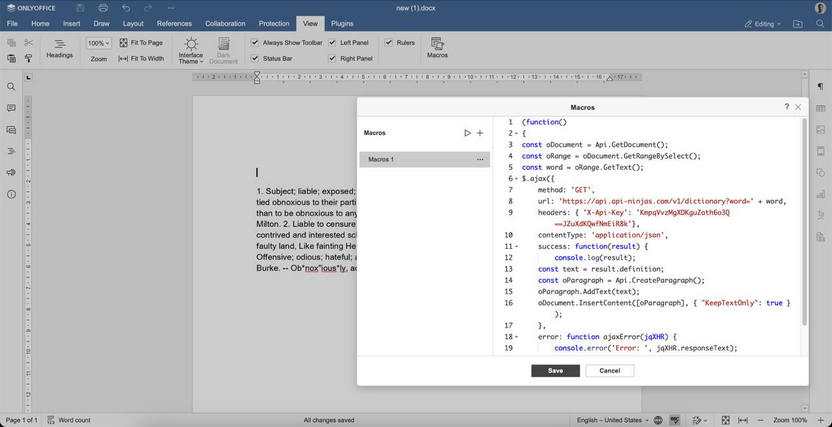 ONLYOFFICE
new (1).docx
File Home Insert Draw Layout References Collaboration Protection View Plugins
Editing
Headings
100%
Zoom
Fit To Page
Fit To Width
Interface Theme
Dark Document
Always Show Toolbar
Status Bar
Left Panel
Right Panel
Rulers
Macros
1. Subject; liable; exposed;
tied obnoxious to their parti
than to be obnoxious to any
Milton. 2. Liable to censure
contrived and interested sc
faulty land, Like fainting He
Offensive; odious; hateful; a
Burke. -- Ob*nox"ious*ly, ac
Macros
Macros
Macros 1
1 (function()
2 {
3 const oDocument = Api.GetDocument();
4 const oRange = oDocument.GetRangeBySelect();
5 const word = oRange.GetText();
6 $.ajax({
7 method: 'GET',
8 url: 'https://api.api-ninjas.com/v1/dictionary?word=' + word,
9 headers: { 'X-Api-Key': 'KmpqVvzMgXDKguZoth6o3Q
==JZuXdKQwfNmEiR8k'},
10 contentType: 'application/json',
11 success: function(result) {
12 console.log(result);
13 const text = result.definition;
14 const oParagraph = Api.CreateParagraph();
15 oParagraph.AddText(text);
16 oDocument.InsertContent([oParagraph], { "KeepTextOnly": true }
);
17 },
18 error: function ajaxError(jqXHR) {
19 console.error('Error: ', jqXHR.responseText);
Save
Cancel
Page 1 of 1
Word count
All changes saved
English – United States
Zoom 100%